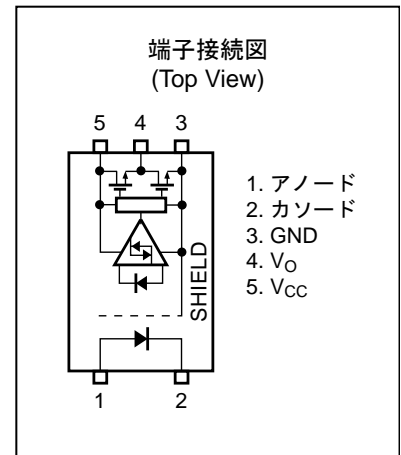 端子接続図
(Top View)
5 4 3
SHIELD
1 2
1. アノード
2. カソード
3. GND
4. VO
5. VCC